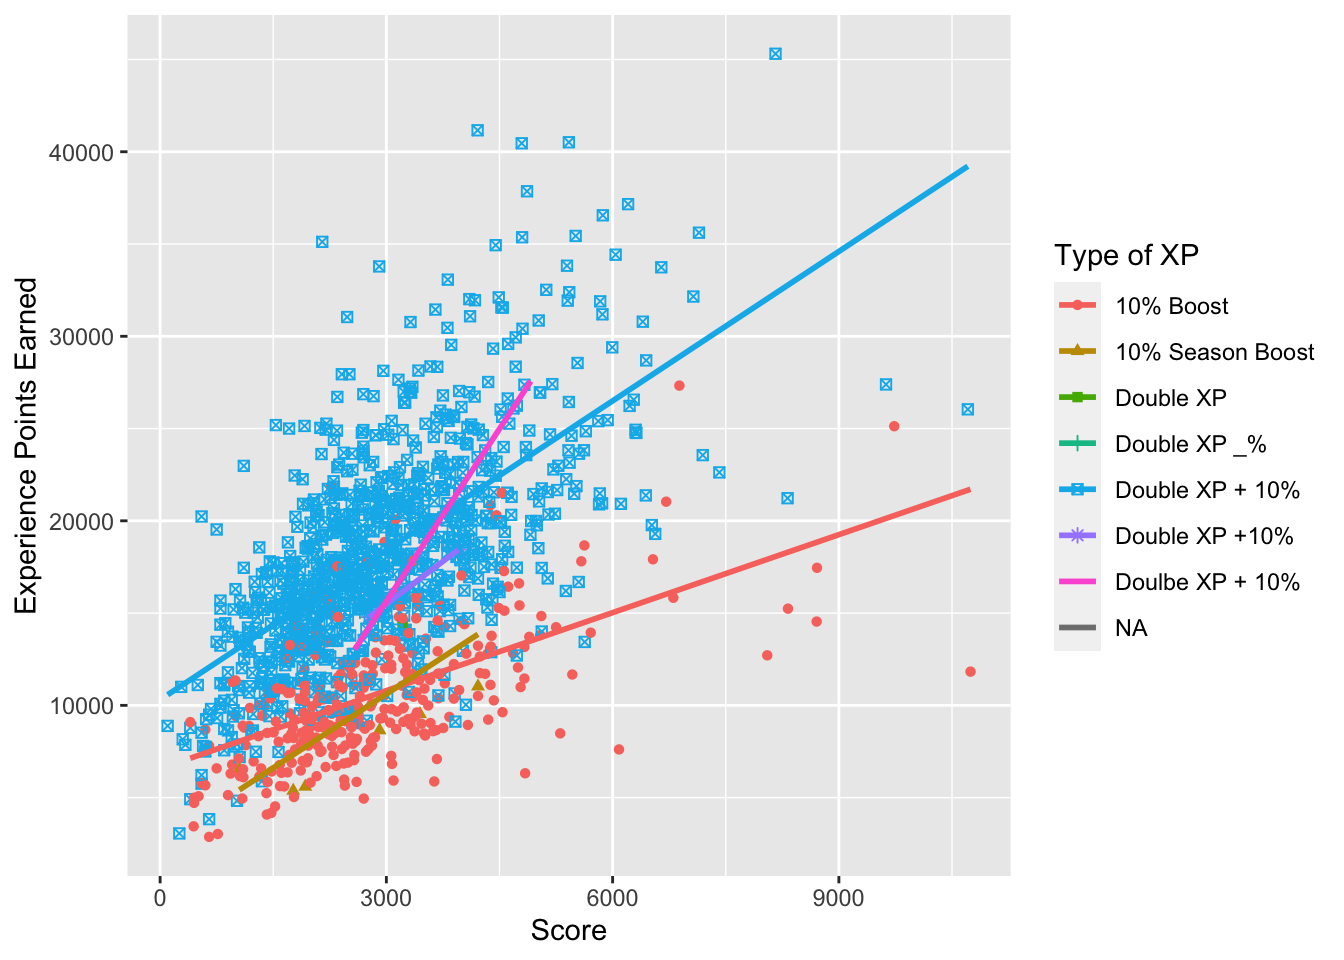 Experience Points Earned
40000
30000
20000
10000
0
3000
6000
9000
Score
Type of XP
10% Boost
10% Season Boost
Double XP
Double XP _%
Double XP + 10%
Double XP +10%
Doulbe XP + 10%
NA